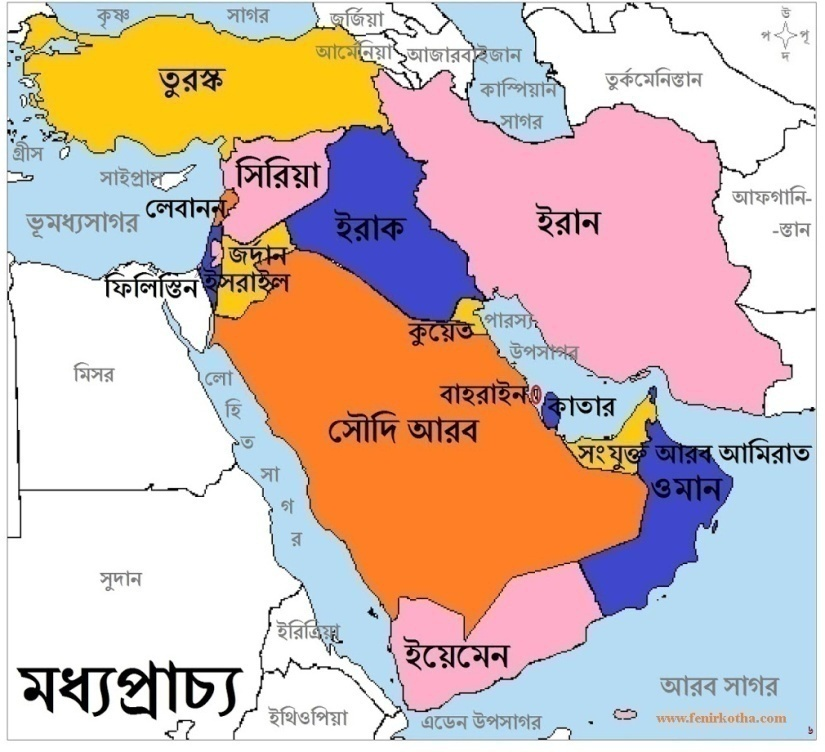 কৃষ্ণ সাগর
জর্জিয়া
উ
প পূ
দ
আর্মেনিয়া আজারবাইজান
তুরস্ক
কাস্পিয়ান
সাগর
তুর্কমেনিস্তান
গ্রীস
সাইপ্রাস
সিরিয়া
আফগানি-
-স্তান
লেবানন
ভূমধ্যসাগর
ইরাক
ইরান
জর্দান
ফিলিস্তিন ইসরাইল
কুয়েত
পারস্য
উপসাগর
মিসর
লো
হি
ত
সা
গ
র
বাহরাইন
কাতার
সৌদি আরব
সংযুক্ত আরব আমিরাত
ওমান
সুদান
ইরিত্রিয়া
ইয়েমেন
মধ্যপ্রাচ্য
ইথিওপিয়া
এডেন উপসাগর
আরব সাগর
www.fenirkotha.com